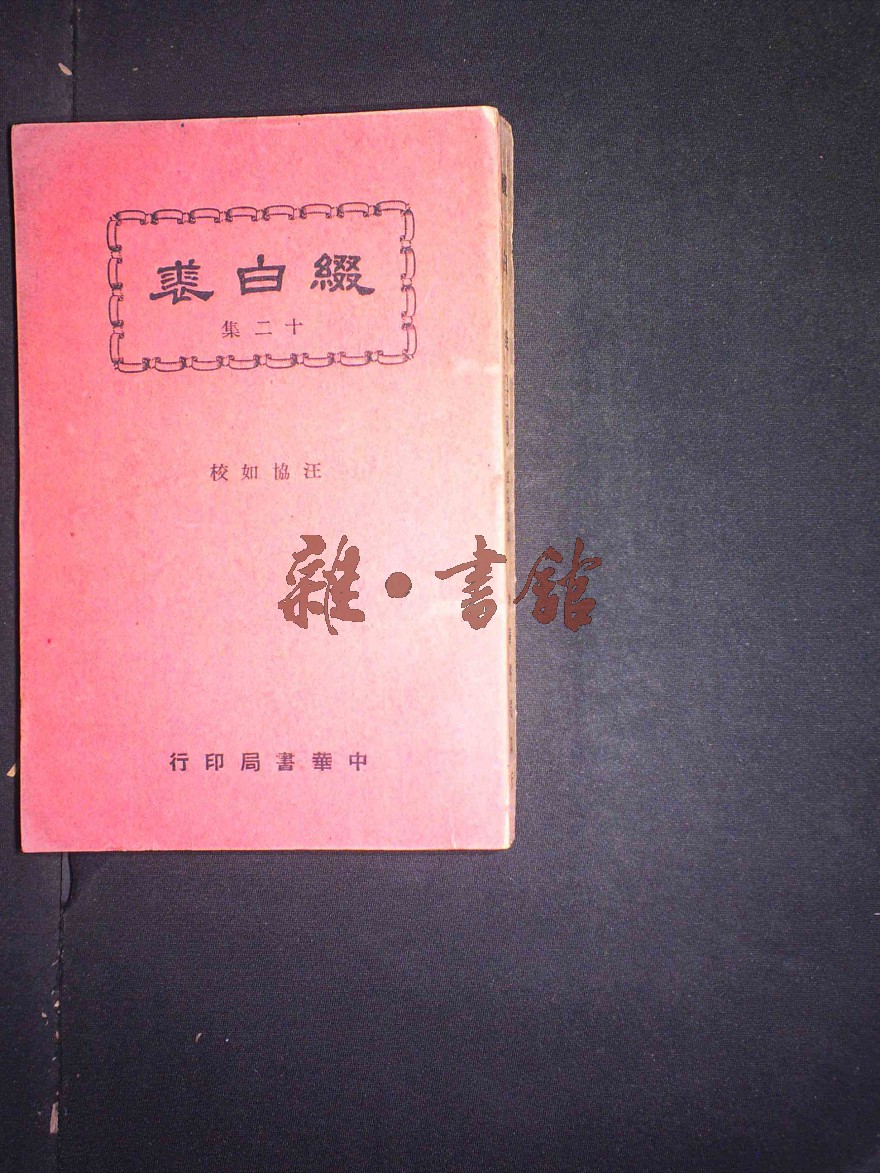 綴白裘
十二集
汪協如校
雜·書館
中華書局印行